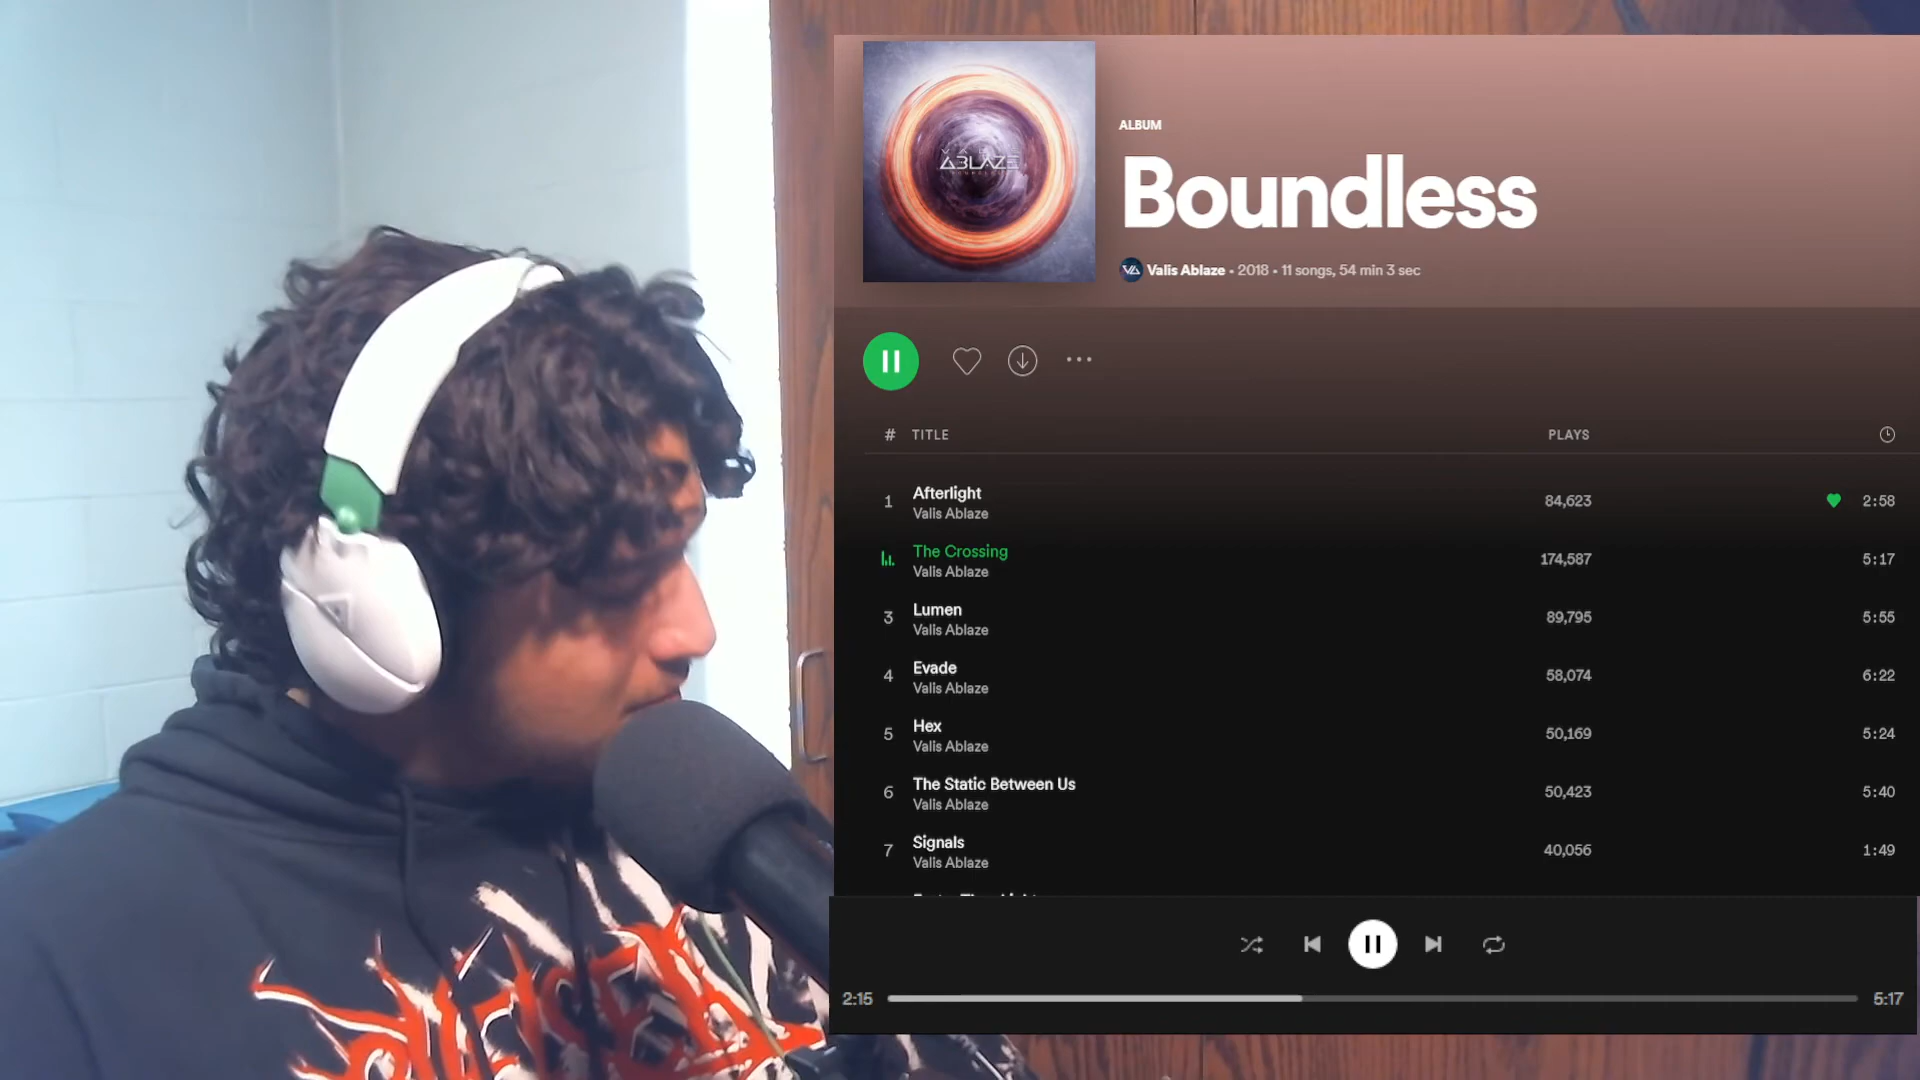 ALBUM
Boundless
Valis Ablaze • 2018 • 11 songs, 54 min 3 sec
ABLAZE
# TITLE PLAYS
1 Afterlight 84,623 2:58
Valis Ablaze
The Crossing 174,587 5:17
Valis Ablaze
3 Lumen 89,795 5:55
Valis Ablaze
4 Evade 58,074 6:22
Valis Ablaze
5 Hex 50,169 5:24
Valis Ablaze
6 The Static Between Us 50,423 5:40
Valis Ablaze
7 Signals 40,056 1:49
Valis Ablaze
2:15 5:17